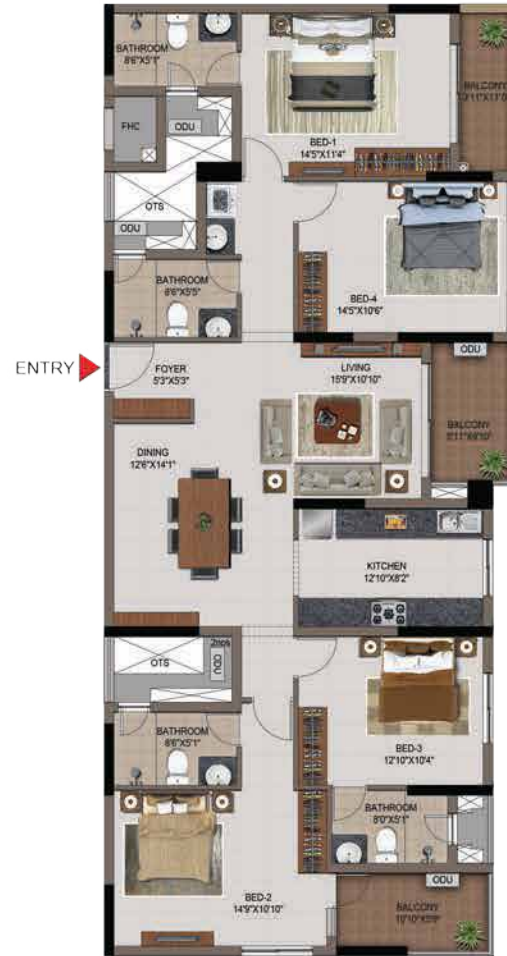 BATHROOM
8'6"X5'1"
BALCONY
FHC
ODU
BED-1
14'5"X11'4"
OTS
ODU
BATHROOM
8'6"X5'5"
BED-4
14'5"X10'6"
ENTRY
FOYER
5'3"X5'3"
LIVING
15'9"X10'10"
ODU
BALCONY
DINING
12'6"X14'1"
KITCHEN
12'10"X8'2"
OTS
2nos
ODU
BATHROOM
8'6"X5'1"
BED-3
12'10"X10'4"
BATHROOM
8'0"X5'1"
BED-2
14'9"X10'10"
ODU
BALCONY